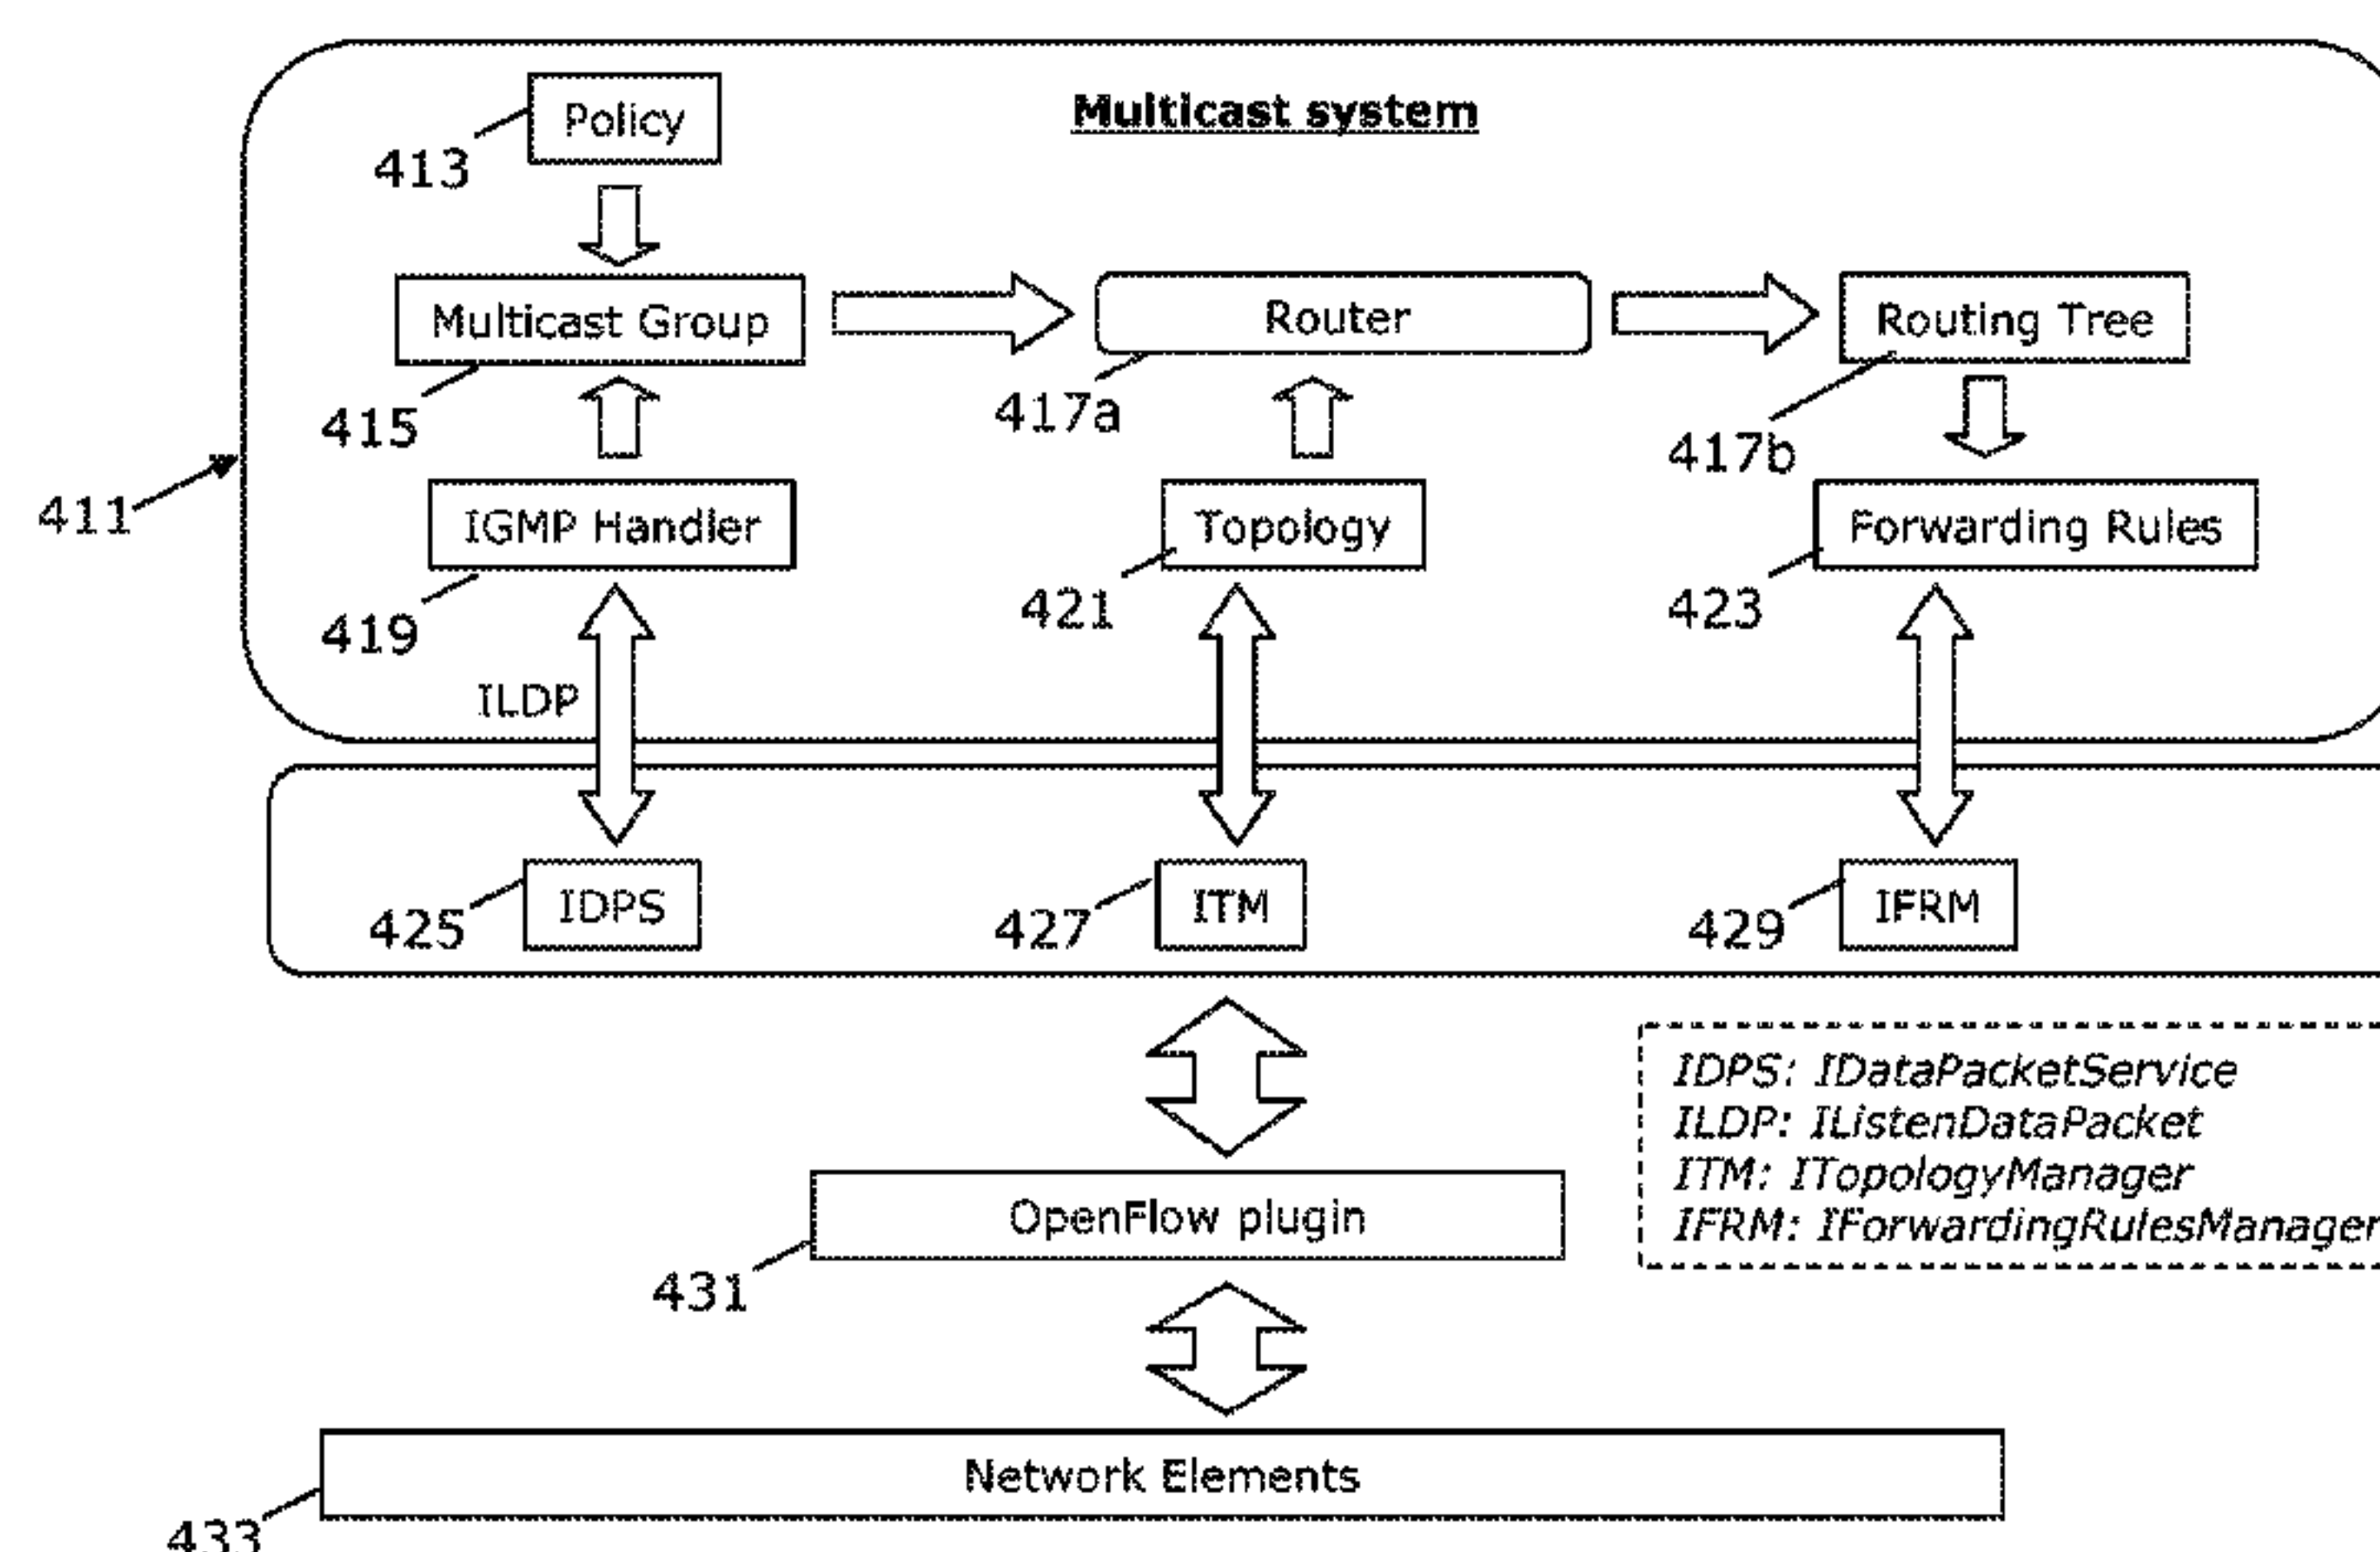 Multicast system
Policy
413
Multicast Group
Router
Routing Tree
415
417a
417b
411
IGMP Handler
Topology
Forwarding Rules
419
421
423
ILDP
IDPS
ITM
IFRM
425
427
429
IDPS: IDataPacketService
ILDP: IListenDataPacket
ITM: ITopologyManager
IFRM: IForwardingRulesManager
OpenFlow plugin
431
Network Elements
433